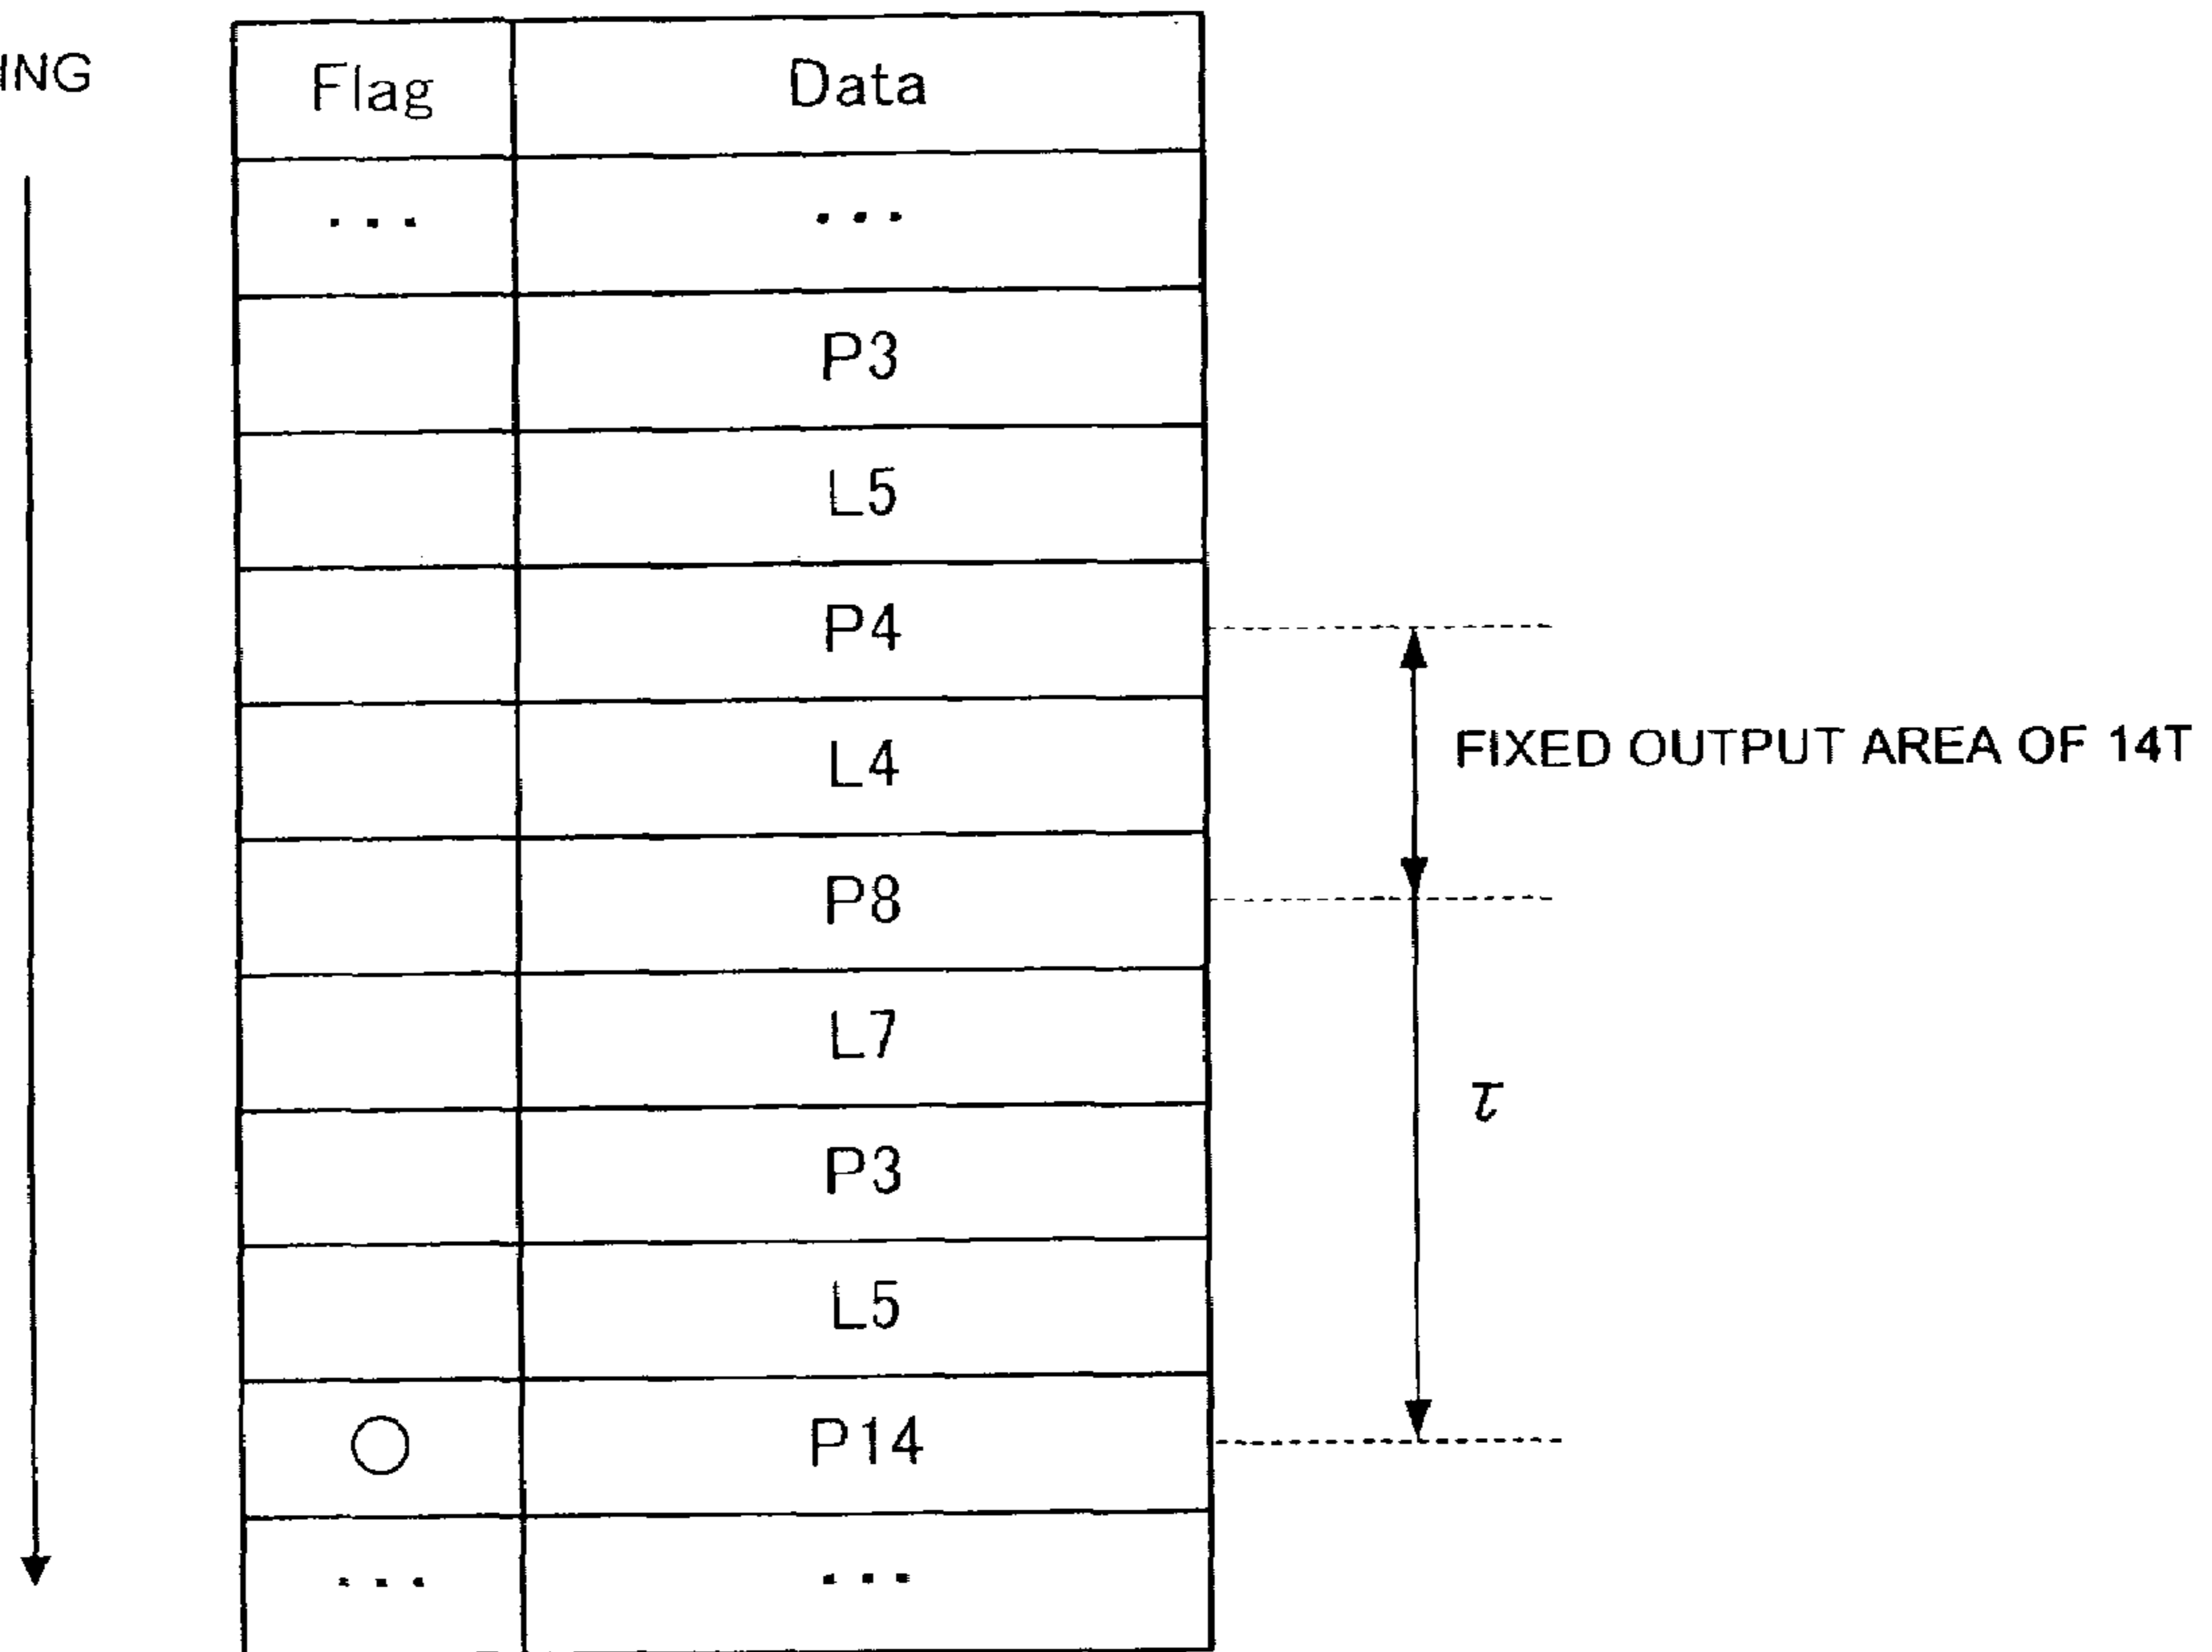 ING
Flag Data
... ...
P3
L5
P4
L4
FIXED OUTPUT AREA OF 14T
P8
L7
τ
P3
L5
○ P14
... ...